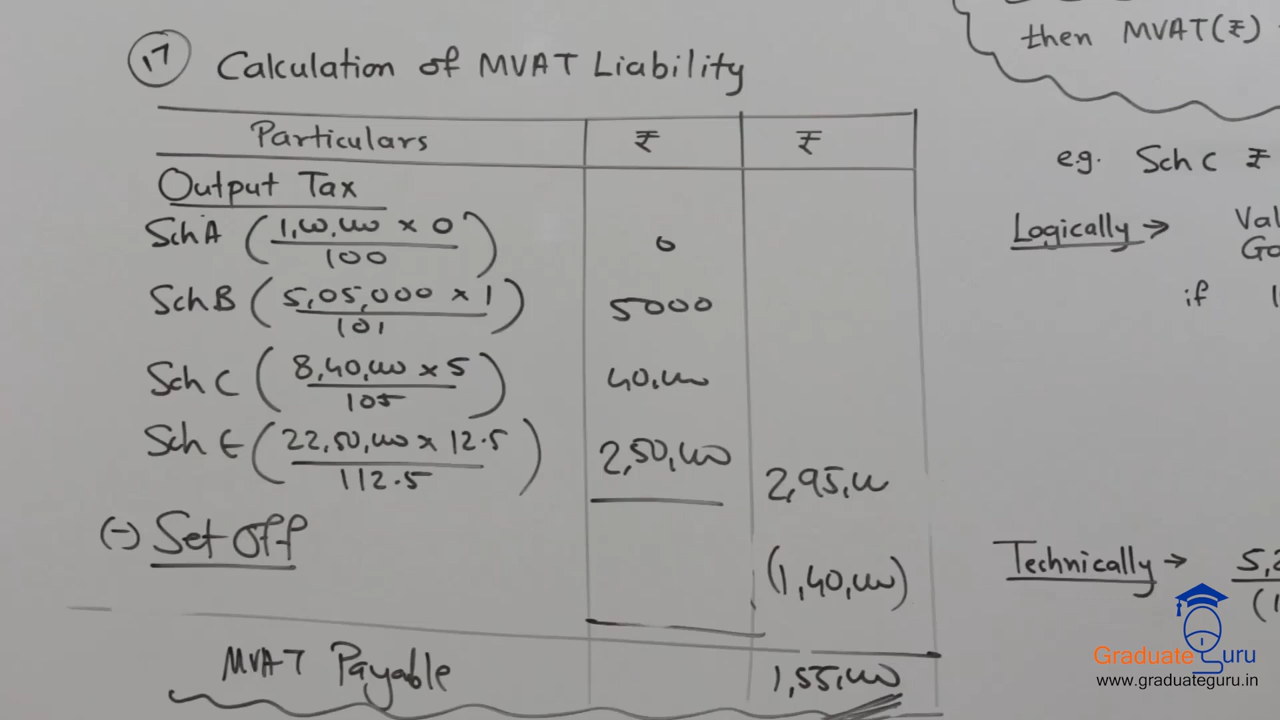 then MVAT(₹)
17 Calculation of MVAT Liability
Particulars ₹ ₹
Output Tax
Sch A (1,00,000 x 0 / 100) 0
Sch B (5,05,000 x 1 / 101) 5000
Sch C (8,40,000 x 5 / 105) 40,000
Sch E (22,50,000 x 12.5 / 112.5) 2,50,000 2,95,000
(-) Set off (1,40,000)
MVAT Payable 1,55,000
eg. Sch C ₹
Logically →
if
Technically →
GraduateGuru
www.graduateguru.in